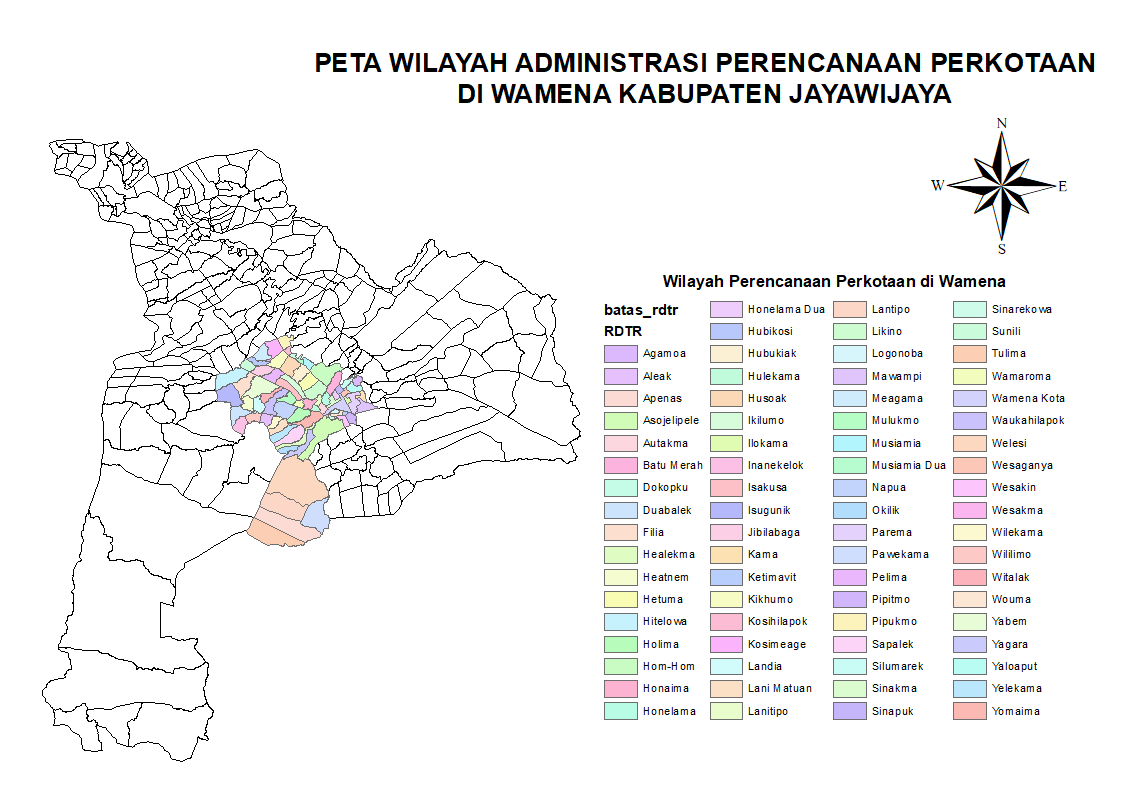 PETA WILAYAH ADMINISTRASI PERENCANAAN PERKOTAAN
DI WAMENA KABUPATEN JAYAWIJAYA
N
W
E
S
Wilayah Perencanaan Perkotaan di Wamena
batas_rdtr
RDTR
Agamoa
Aleak
Apenas
Asojelipele
Autakma
Batu Merah
Dokopku
Duabalek
Filia
Healekma
Heatnem
Hetuma
Hitelowa
Holima
Hom-Hom
Honaima
Honelama
Honelama Dua
Hubikosi
Hubukiak
Hulekama
Husoak
Ikilumo
Ilokama
Inanekelok
Isakusa
Isugunik
Jibilabaga
Kama
Ketimavit
Kikhumo
Kosihilapok
Kosimeage
Landia
Lani Matuan
Lanitipo
Lantipo
Likino
Logonoba
Mawampi
Meagama
Mulukmo
Musiamia
Musiamia Dua
Napua
Okilik
Parema
Pawekama
Pelima
Pipitmo
Pipukmo
Sapalek
Silumarek
Sinakma
Sinapuk
Sinarekowa
Sunili
Tulima
Wamaroma
Wamena Kota
Waukahilapok
Welesi
Wesaganya
Wesakin
Wesakma
Wilekama
Wililimo
Witalak
Wouma
Yabem
Yagara
Yaloaput
Yelekama
Yomaima